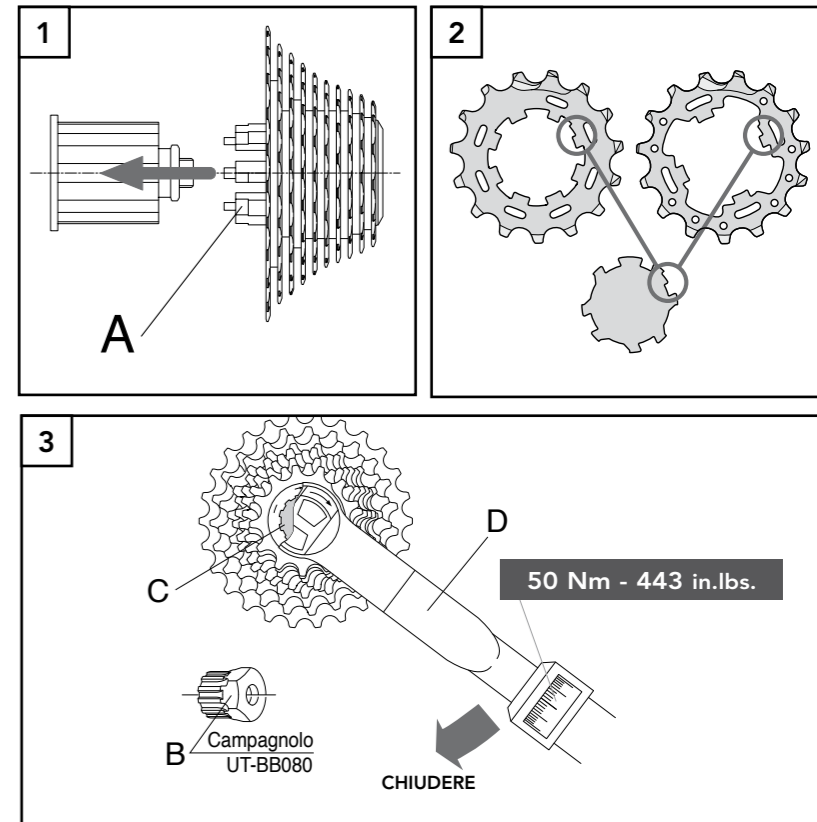 1
2
A
3
D
50 Nm - 443 in.lbs.
C
B
Campagnolo
UT-BB080
CHIUDERE